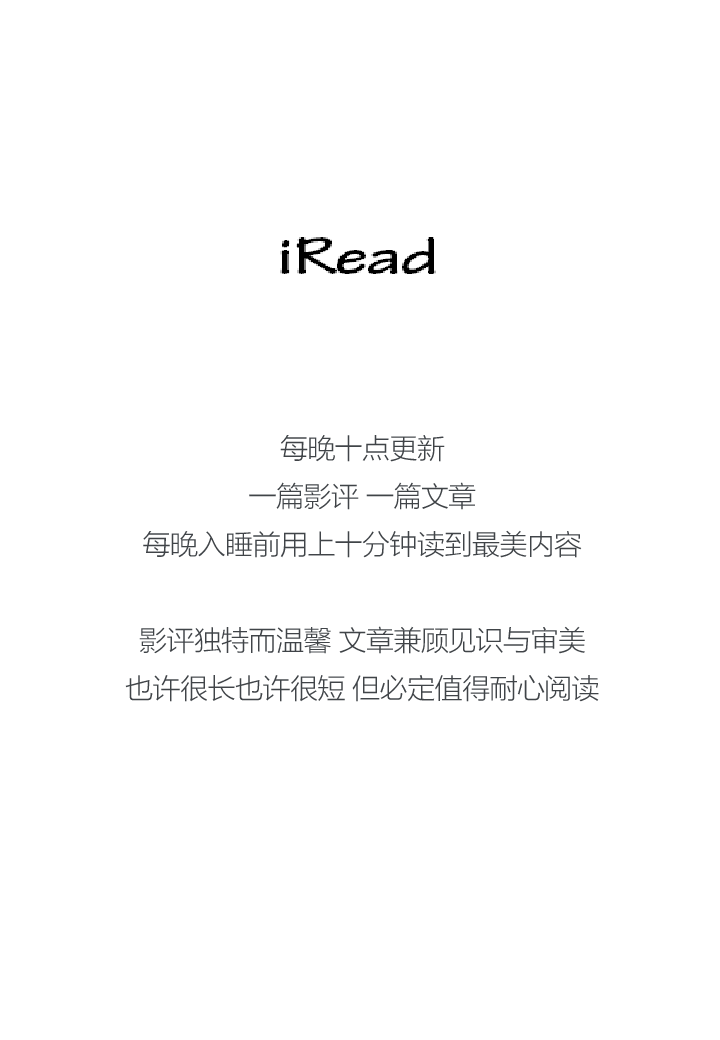 iRead
每晚十点更新
一篇影评 一篇文章
每晚入睡前用上十分钟读到最美内容
影评独特而温馨 文章兼顾见识与审美
也许很长也许很短 但必定值得耐心阅读